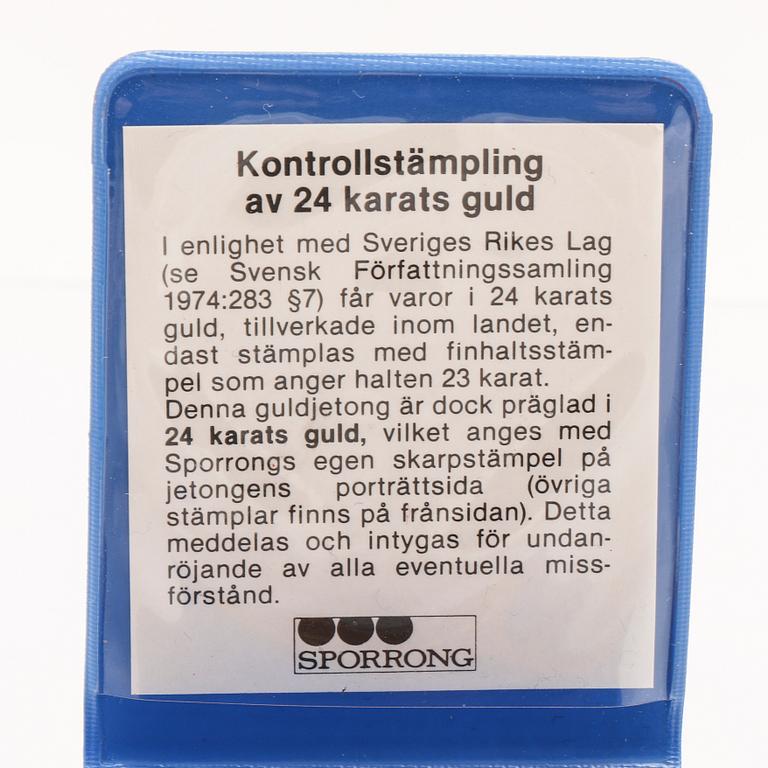 Kontrollstämpling
av 24 karats guld
I enlighet med Sveriges Rikes Lag
(se Svensk Författningssamling
1974:283 §7) får varor i 24 karats
guld, tillverkade inom landet, en-
dast stämplas med finhaltsstäm-
pel som anger halten 23 karat.
Denna guldjetong är dock präglad i
24 karats guld, vilket anges med
Sporrongs egen skarpstämpel på
jetongens porträttsida (övriga
stämplar finns på frånsidan). Detta
meddelas och intygas för undan-
röjande av alla eventuella miss-
förstånd.
SPORRONG